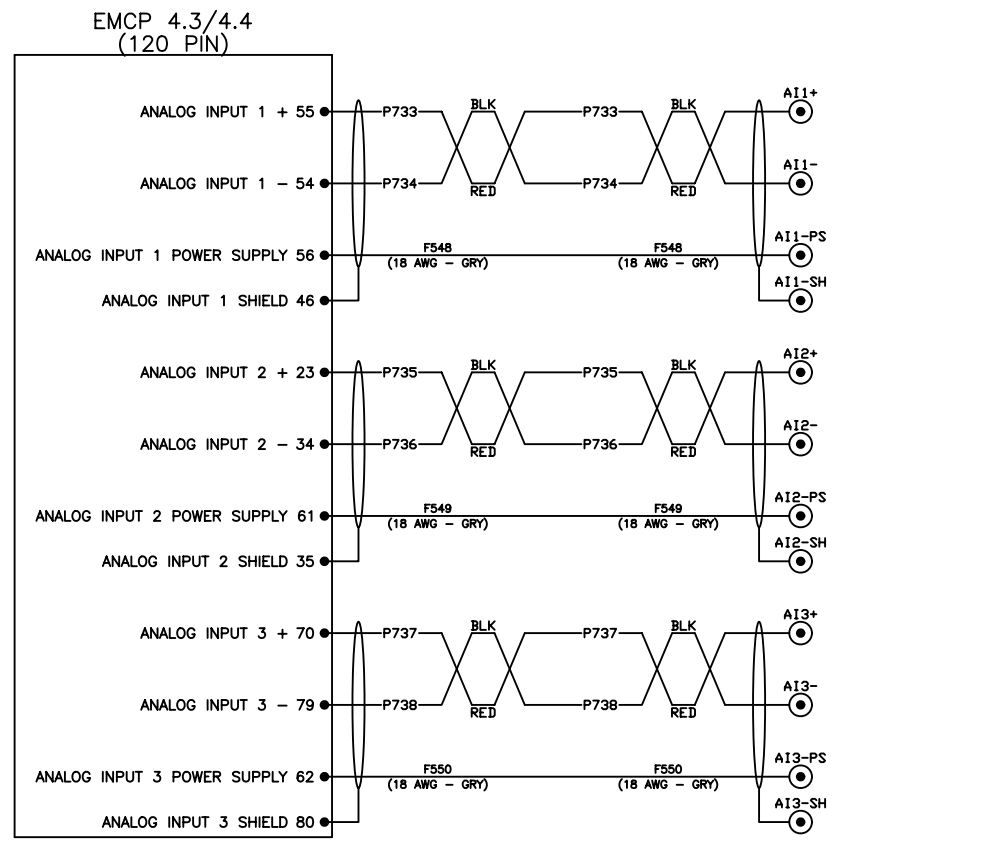 EMCP 4.3/4.4
(120 PIN)
ANALOG INPUT 1 + 55 P733 BLK P733 BLK AI1+
ANALOG INPUT 1 - 54 P734 RED P734 RED AI1-
ANALOG INPUT 1 POWER SUPPLY 56 F548 F548 AI1-PS
(18 AWG - GRY) (18 AWG - GRY)
ANALOG INPUT 1 SHIELD 46 AI1-SH
ANALOG INPUT 2 + 23 P735 BLK P735 BLK AI2+
ANALOG INPUT 2 - 34 P736 RED P736 RED AI2-
ANALOG INPUT 2 POWER SUPPLY 61 F549 F549 AI2-PS
(18 AWG - GRY) (18 AWG - GRY)
ANALOG INPUT 2 SHIELD 35 AI2-SH
ANALOG INPUT 3 + 70 P737 BLK P737 BLK AI3+
ANALOG INPUT 3 - 79 P738 RED P738 RED AI3-
ANALOG INPUT 3 POWER SUPPLY 62 F550 F550 AI3-PS
(18 AWG - GRY) (18 AWG - GRY)
ANALOG INPUT 3 SHIELD 80 AI3-SH